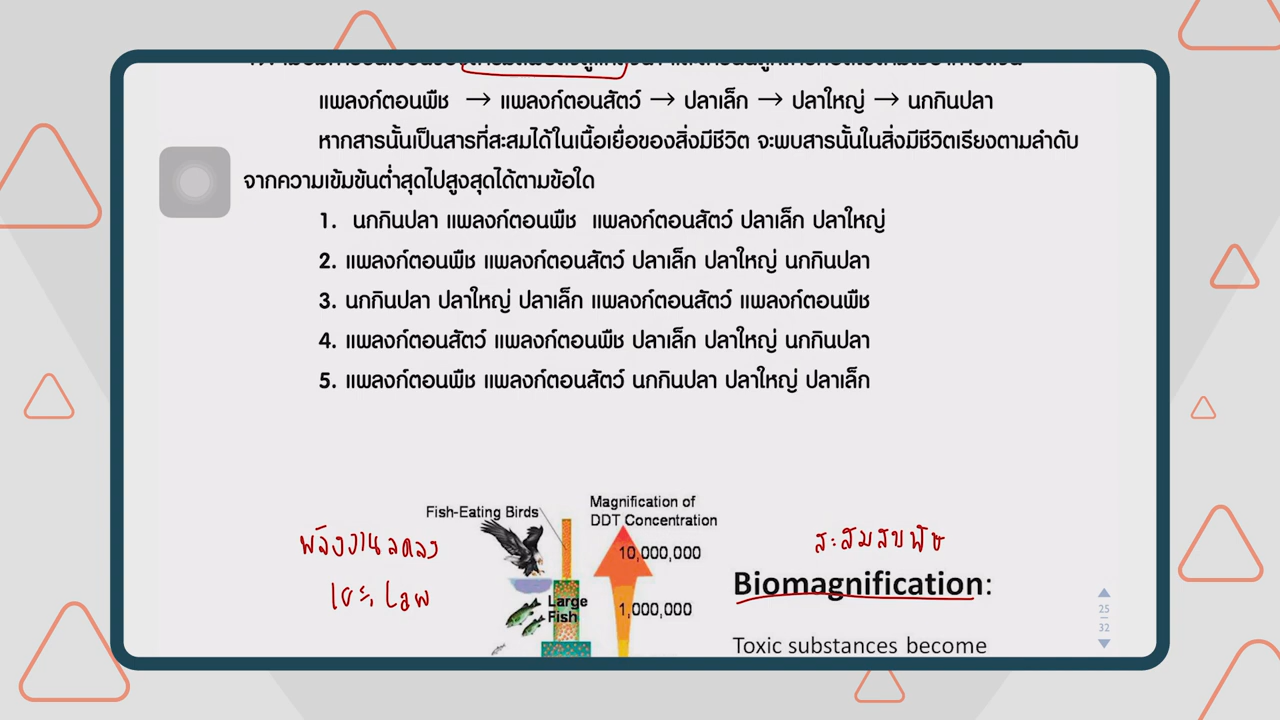 แพลงก์ตอนพืช → แพลงก์ตอนสัตว์ → ปลาเล็ก → ปลาใหญ่ → นกกินปลา
หากสารนั้นเป็นสารที่สะสมได้ในเนื้อเยื่อของสิ่งมีชีวิต จะพบสารนั้นในสิ่งมีชีวิตเรียงตามลำดับ
จากความเข้มข้นต่ำสุดไปสูงสุดได้ตามข้อใด
1. นกกินปลา แพลงก์ตอนพืช แพลงก์ตอนสัตว์ ปลาเล็ก ปลาใหญ่
2. แพลงก์ตอนพืช แพลงก์ตอนสัตว์ ปลาเล็ก ปลาใหญ่ นกกินปลา
3. นกกินปลา ปลาใหญ่ ปลาเล็ก แพลงก์ตอนสัตว์ แพลงก์ตอนพืช
4. แพลงก์ตอนสัตว์ แพลงก์ตอนพืช ปลาเล็ก ปลาใหญ่ นกกินปลา
5. แพลงก์ตอนพืช แพลงก์ตอนสัตว์ นกกินปลา ปลาใหญ่ ปลาเล็ก
Fish-Eating Birds
Magnification of
DDT Concentration
10,000,000
Large
Fish
1,000,000
พลังงานลดลง
10% Law
สะสมสารพิษ
Biomagnification:
Toxic substances become
25
32